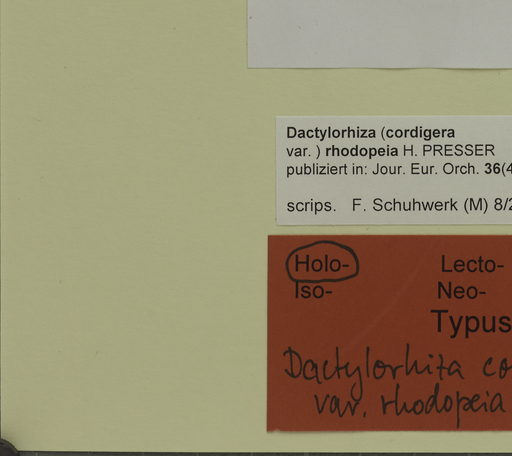 Dactylorhiza (cordigera
var. ) rhodopeia H. PRESSER
publiziert in: Jour. Eur. Orch. 36(4
scrips. F. Schuhwerk (M) 8/2
Holo- Lecto-
Iso- Neo-
Typus
Dactylorhiza co
var. rhodopeia